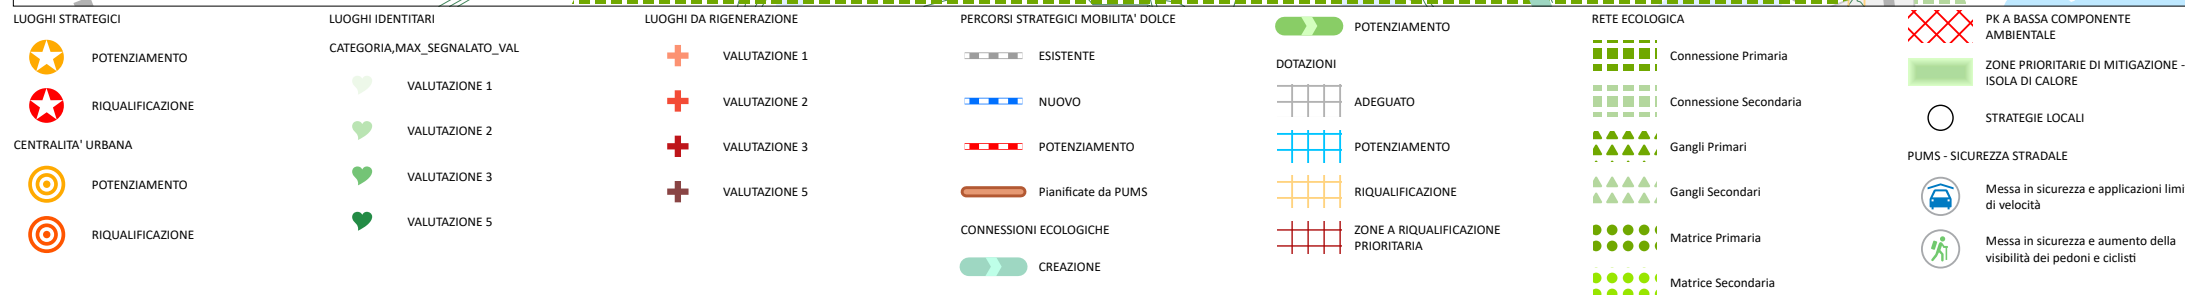 LUOGHI STRATEGICI
POTENZIAMENTO
RIQUALIFICAZIONE
CENTRALITA' URBANA
POTENZIAMENTO
RIQUALIFICAZIONE
LUOGHI IDENTITARI
CATEGORIA,MAX_SEGNALATO_VAL
VALUTAZIONE 1
VALUTAZIONE 2
VALUTAZIONE 3
VALUTAZIONE 5
LUOGHI DA RIGENERAZIONE
VALUTAZIONE 1
VALUTAZIONE 2
VALUTAZIONE 3
VALUTAZIONE 5
PERCORSI STRATEGICI MOBILITA' DOLCE
ESISTENTE
NUOVO
POTENZIAMENTO
Pianificate da PUMS
CONNESSIONI ECOLOGICHE
CREAZIONE
POTENZIAMENTO
DOTAZIONI
ADEGUATO
POTENZIAMENTO
RIQUALIFICAZIONE
ZONE A RIQUALIFICAZIONE
PRIORITARIA
RETE ECOLOGICA
Connessione Primaria
Connessione Secondaria
Gangli Primari
Gangli Secondari
Matrice Primaria
Matrice Secondaria
PK A BASSA COMPONENTE
AMBIENTALE
ZONE PRIORITARIE DI MITIGAZIONE -
ISOLA DI CALORE
STRATEGIE LOCALI
PUMS - SICUREZZA STRADALE
Messa in sicurezza e applicazioni limi
di velocità
Messa in sicurezza e aumento della
visibilità dei pedoni e ciclisti